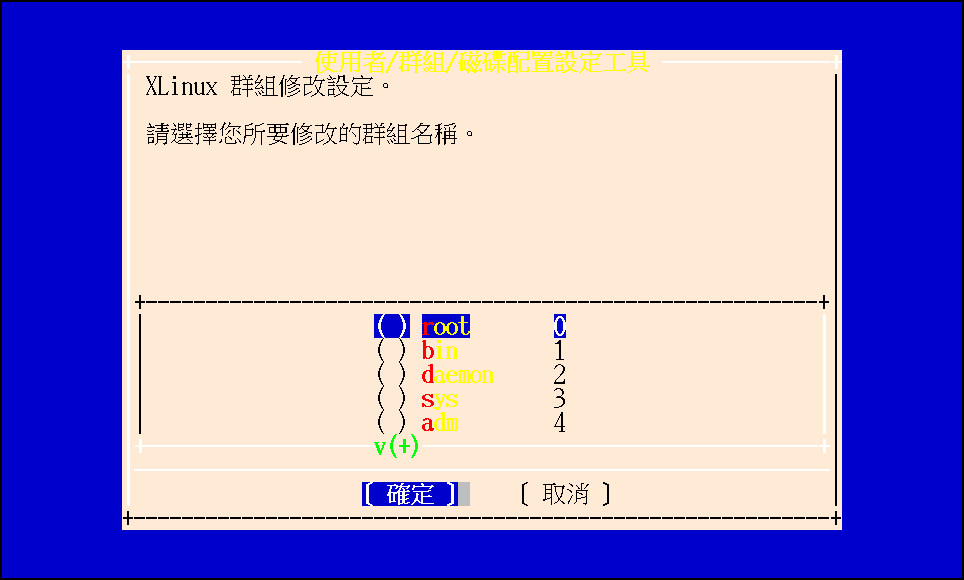 使用者/群組/磁碟配置設定工具
XLinux 群組修改設定。
請選擇您所要修改的群組名稱。
( ) root 0
( ) bin 1
( ) daemon 2
( ) sys 3
( ) adm 4
v(+)
[ 確定 ] [ 取消 ]